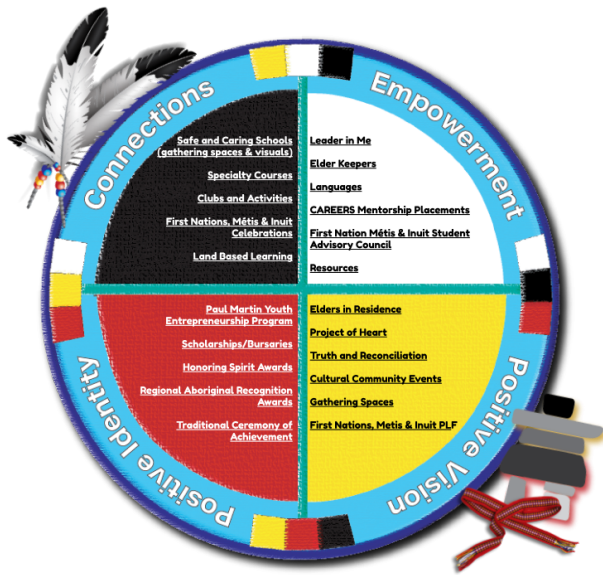 Connections
Safe and Caring Schools
(gathering spaces & visuals)
Specialty Courses
Clubs and Activities
First Nations, Métis & Inuit
Celebrations
Land Based Learning
Empowerment
Leader in Me
Elder Keepers
Languages
CAREERS Mentorship Placements
First Nation Métis & Inuit Student
Advisory Council
Resources
Positive Identity
Paul Martin Youth
Entrepreneurship Program
Scholarships/Bursaries
Honoring Spirit Awards
Regional Aboriginal Recognition
Awards
Traditional Ceremony of
Achievement
Positive Vision
Elders in Residence
Project of Heart
Truth and Reconciliation
Cultural Community Events
Gathering Spaces
First Nations, Metis & Inuit PLF